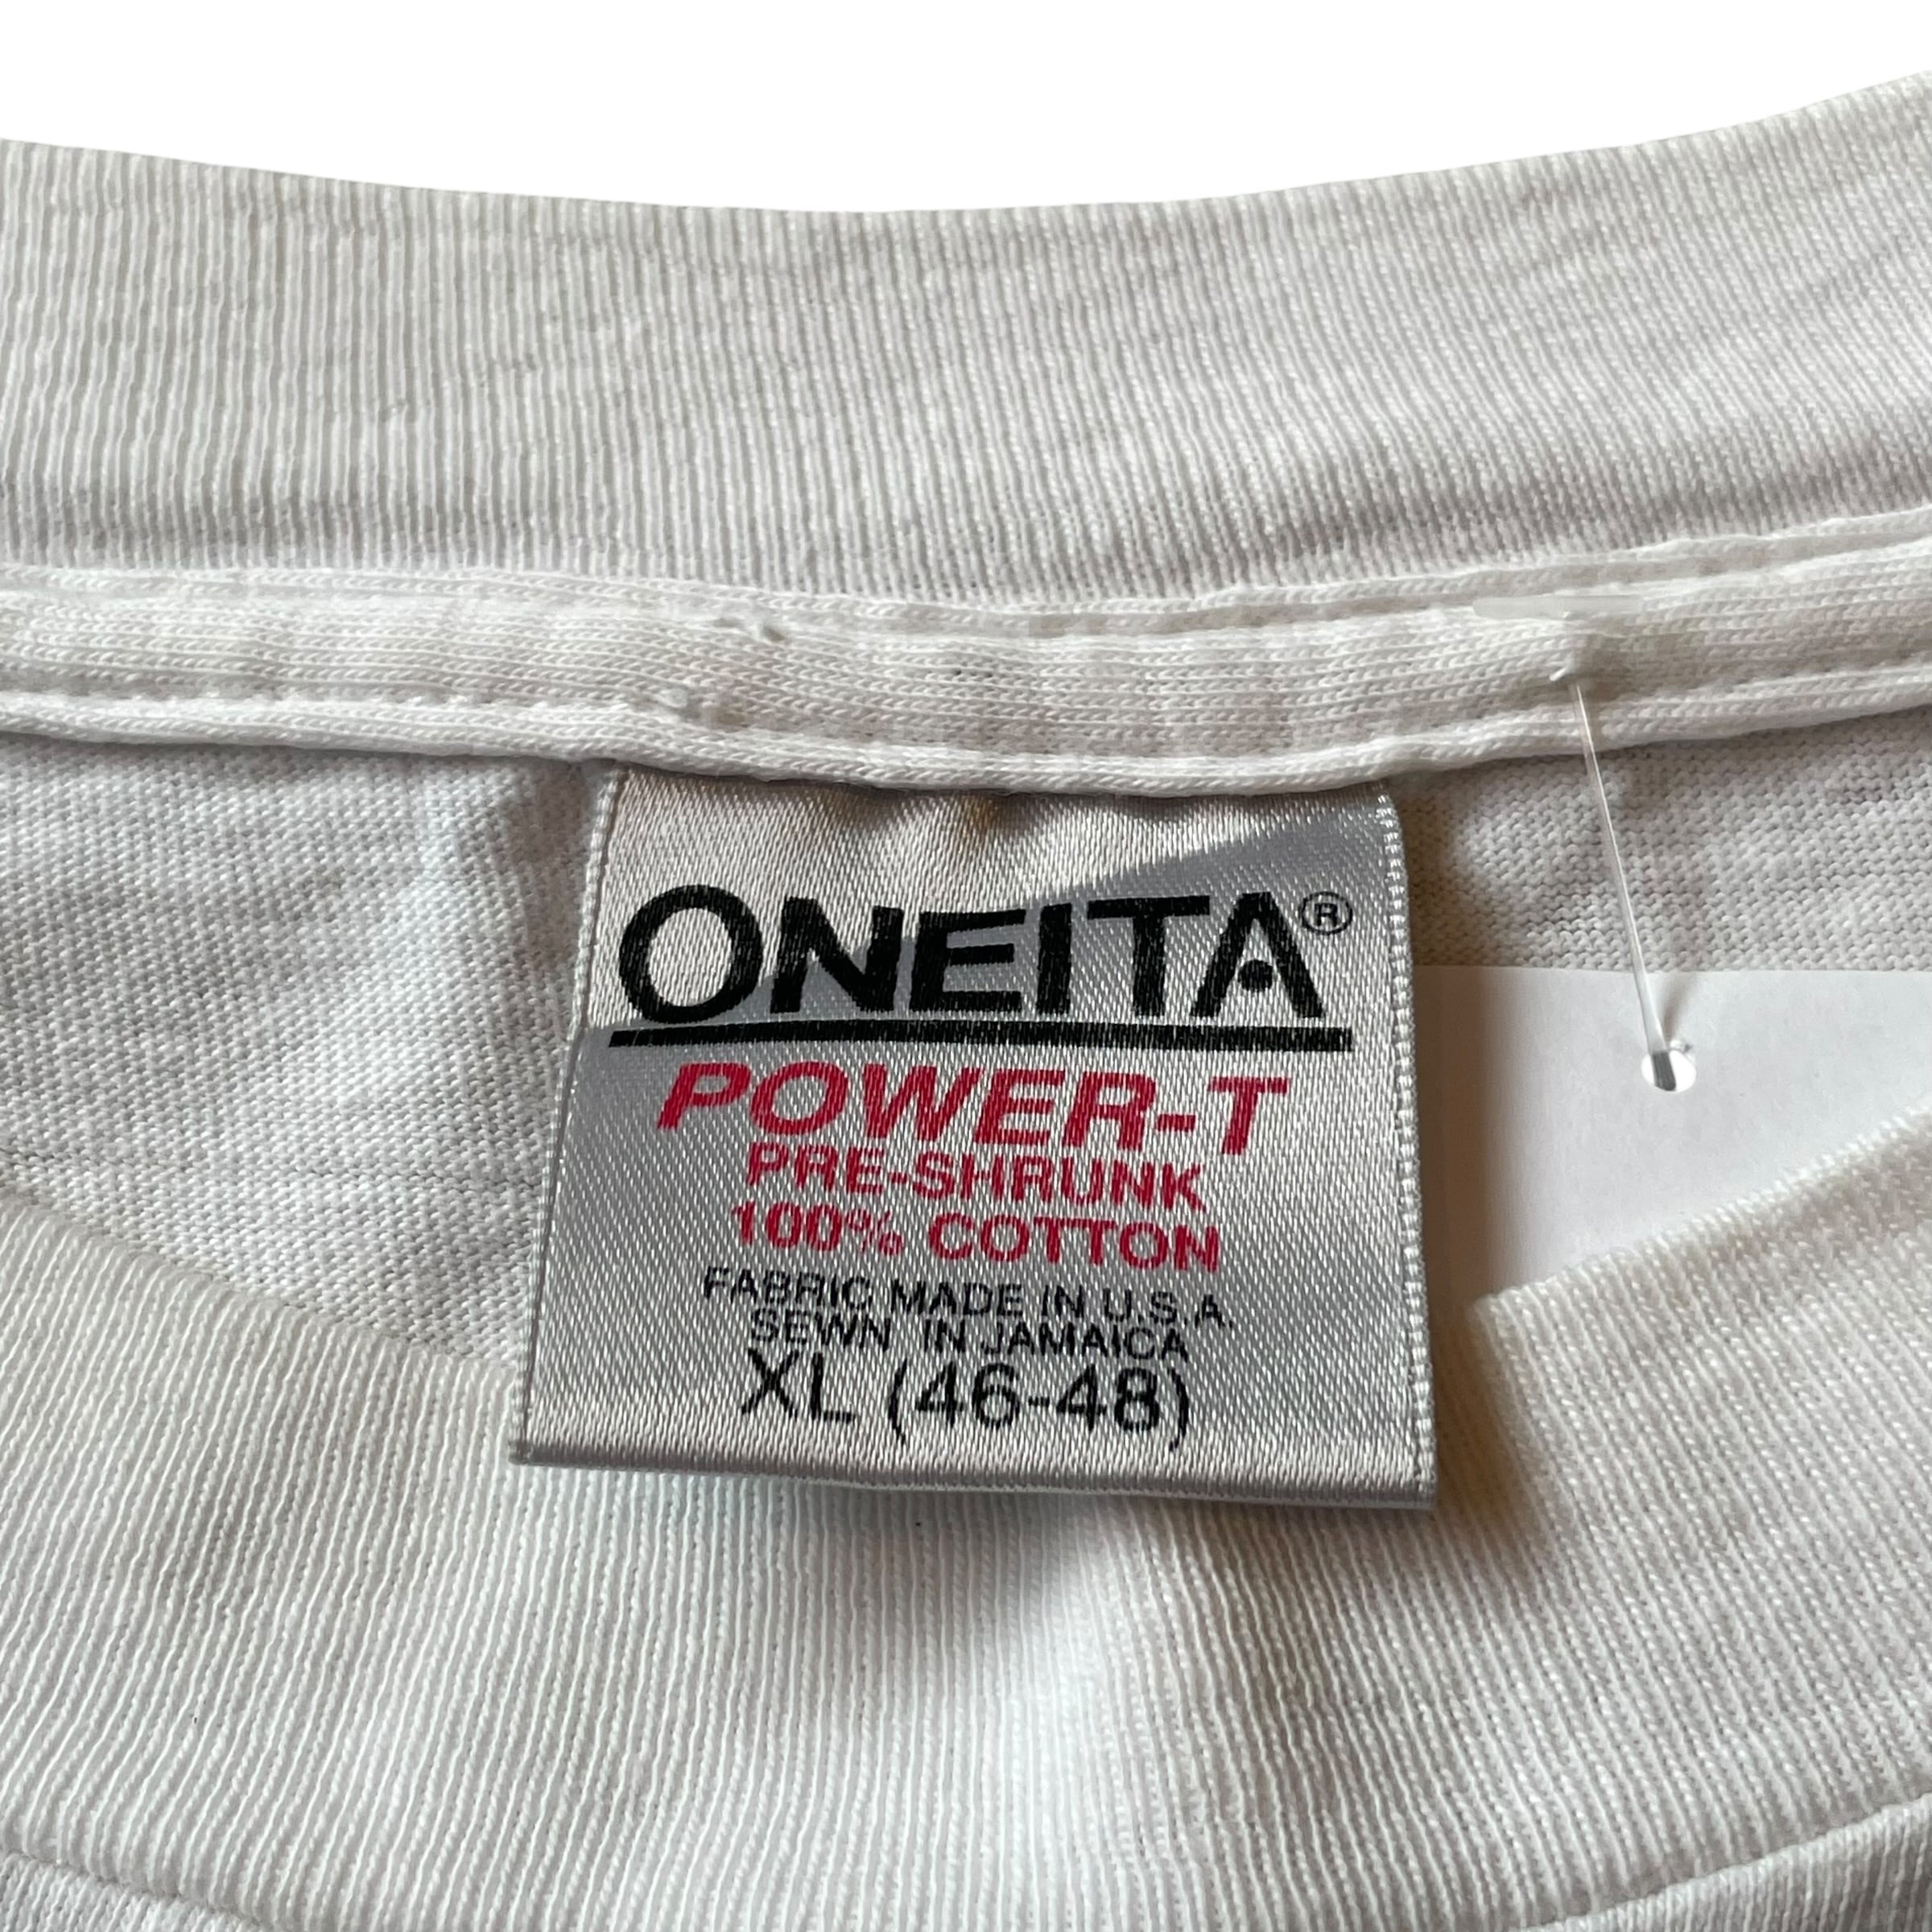 ONEITA®
POWER-T
PRE-SHRUNK
100% COTTON
FABRIC MADE IN U.S.A.
SEWN IN JAMAICA
XL (46-48)